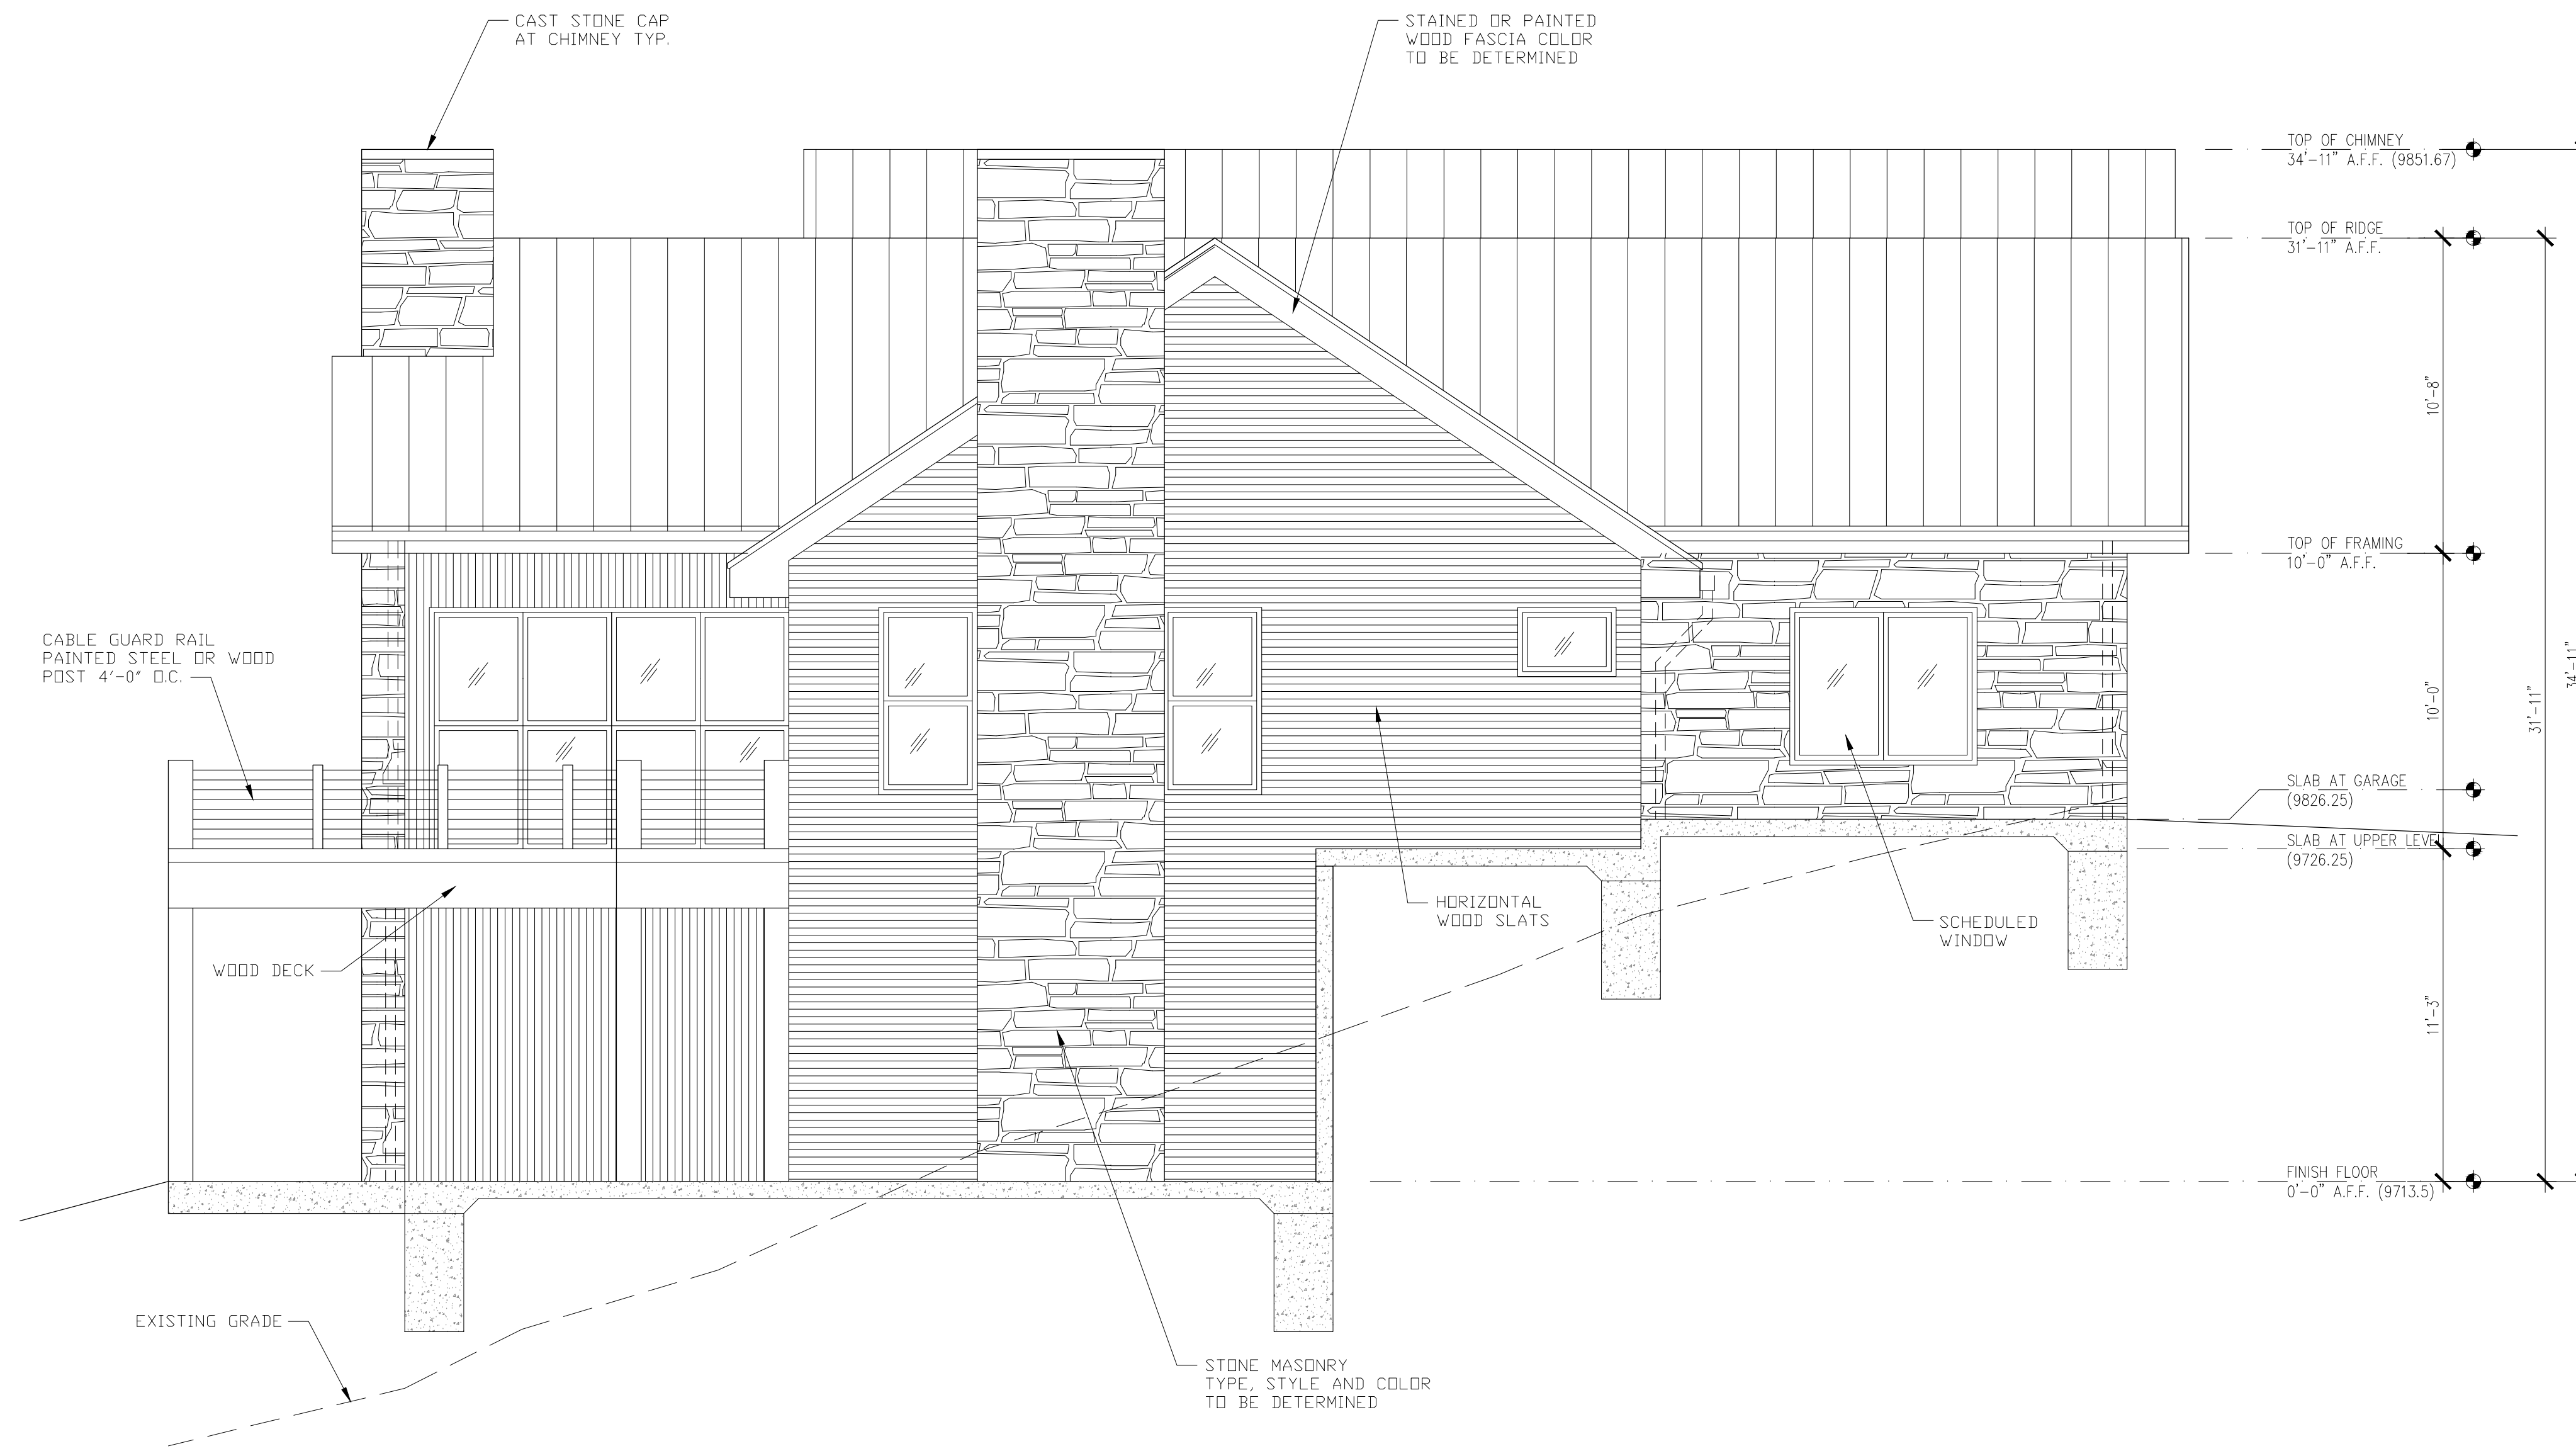 CAST STONE CAP
AT CHIMNEY TYP.
STAINED OR PAINTED
WOOD FASCIA COLOR
TO BE DETERMINED
TOP OF CHIMNEY
34'-11" A.F.F. (9851.67)
TOP OF RIDGE
31'-11" A.F.F.
10'-8"
TOP OF FRAMING
10'-0" A.F.F.
CABLE GUARD RAIL
PAINTED STEEL OR WOOD
POST 4'-0" O.C.
10'-0"
31'-11"
34'-11"
SLAB AT GARAGE
(9826.25)
SLAB AT UPPER LEVEL
(9726.25)
HORIZONTAL
WOOD SLATS
SCHEDULED
WINDOW
WOOD DECK
11'-3"
FINISH FLOOR
0'-0" A.F.F. (9713.5)
EXISTING GRADE
STONE MASONRY
TYPE, STYLE AND COLOR
TO BE DETERMINED